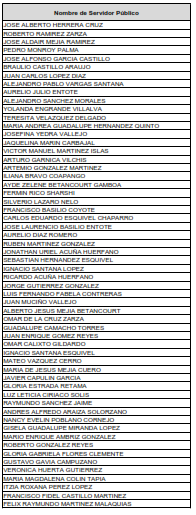 Nombre de Servidor Público
JOSE ALBERTO HERRERA CRUZ
ROBERTO RAMIREZ ZARZA
JOSE ALDAIR MEJIA RAMIREZ
PEDRO MONROY PALMA
JOSE ALFONSO GARCIA CASTILLO
BRAULIO CASTILLO ARAUJO
JUAN CARLOS LOPEZ DIAZ
ALEJANDRO PABLO VARGAS SANTANA
AURELIO JULIO ENTOTE
ALEJANDRO SANCHEZ MORALES
YOLANDA ENGRANDE VILLALVA
TERESITA VELAZQUEZ DELGADO
MARIA ANDREA GUADALUPE HERNANDEZ QUINTO
JOSEFINA YEPEZ VALLEJO
JAQUELINA MARIN CARBAJAL
VICTOR MANUEL MARTINEZ ISLAS
ARTURO GARNICA VILCHIS
ARTEMIO GONZALEZ MARTINEZ
ILIANA BRAVO COAPANGO
AYDE ZELENE BETANCOURT GAMBOA
FERMIN RICO SHARSHI
SILVERIO LAZARO NELO
FRANCISCO BASILIO COYOTE
CARLOS EDUARDO ESQUIVEL CHAPARRO
JOSE LAURENCIO BASILIO ENTOTE
AURELIO DIAZ ROMERO
RUBEN MARTINEZ GONZALEZ
JONATHAN URIEL ACUÑA HUERFANO
SEBASTIAN HERNANDEZ ESQUIVEL
IGNACIO SANTANA LOPEZ
RICARDO ACUÑA HUERFANO
JORGE GUTIERREZ GONZALEZ
LUIS FERNANDO FABELA CONTRERAS
JUAN MUCIÑO VALLEJO
ALBERTO JESUS MEJIA BETANCOURT
OMAR DE LA CRUZ ZARZA
GUADALUPE CAMACHO TORRES
JUAN ENRIQUE GOMEZ REYES
OMAR CALIXTO GILDARDO
IGNACIO SANTANA ESQUIVEL
MATEO VAZQUEZ CERRO
MARIA DE JESUS MEJIA CUERO
JAVIER CAPULIN GARCIA
GLORIA ESTRADA RETAMA
LUZ LETICIA CIRIACO SOLIS
RAYMUNDO SANCHEZ JAIME
ANDRES ALFREDO ARAIZA SOLORZANO
NANCY EVELIN POBLANO CORNEJO
GISELA GUADALUPE MIRANDA LOPEZ
MARIO ENRIQUE AMBRIZ GONZALEZ
ROBERTO GONZALEZ REYES
GLORIA GABRIELA FLORES CLEMENTE
GUSTAVO GAVIA CAMPUZANO
VERONICA HUERTA GUTIERREZ
MARIA MAGDALENA COLIN TAPIA
ITZIA ROXANA PEREZ LOPEZ
FRANCISCO FIDEL CASTILLO MARTINEZ
FELIX RAYMUNDO MARTINEZ MALAQUIAS